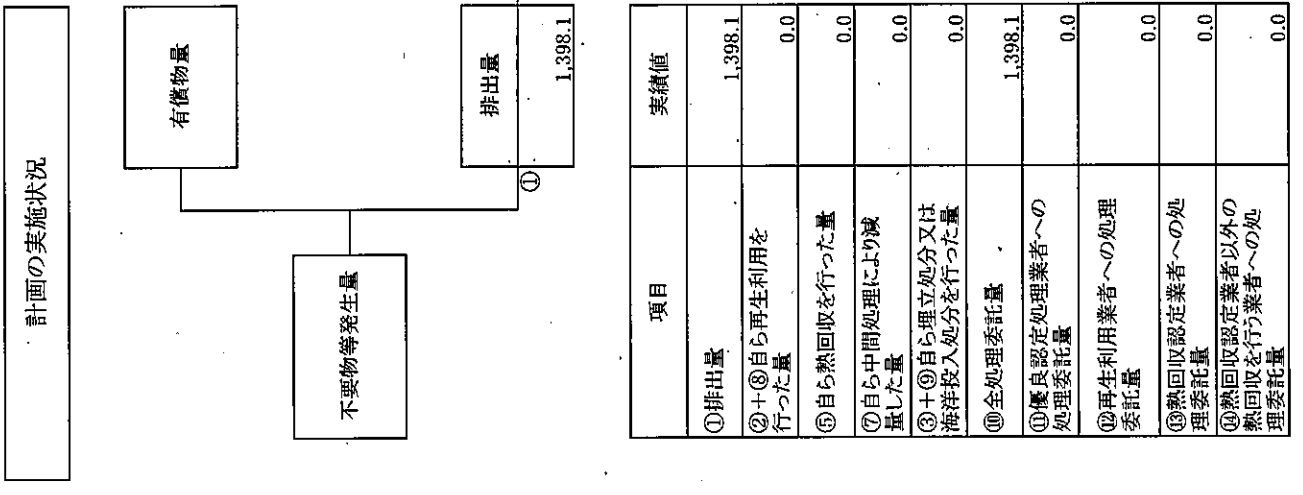 計画の実施状況
有償物量
不要物等発生量
①
排出量
1,398.1
項目
実績値
①排出量
1,398.1
②+⑧自ら再生利用を
行った量
0.0
⑤自ら熱回収を行った量
0.0
⑦自ら中間処理により減
量した量
0.0
③+⑨自ら埋立処分又は
海洋投入処分を行った量
0.0
⑩全処理委託量
1,398.1
⑪優良認定処理業者への
処理委託量
0.0
⑫再生利用業者への処理
委託量
0.0
⑬熱回収認定業者への処
理委託量
0.0
⑭熱回収認定業者以外の
熱回収を行う業者への処
理委託量
0.0